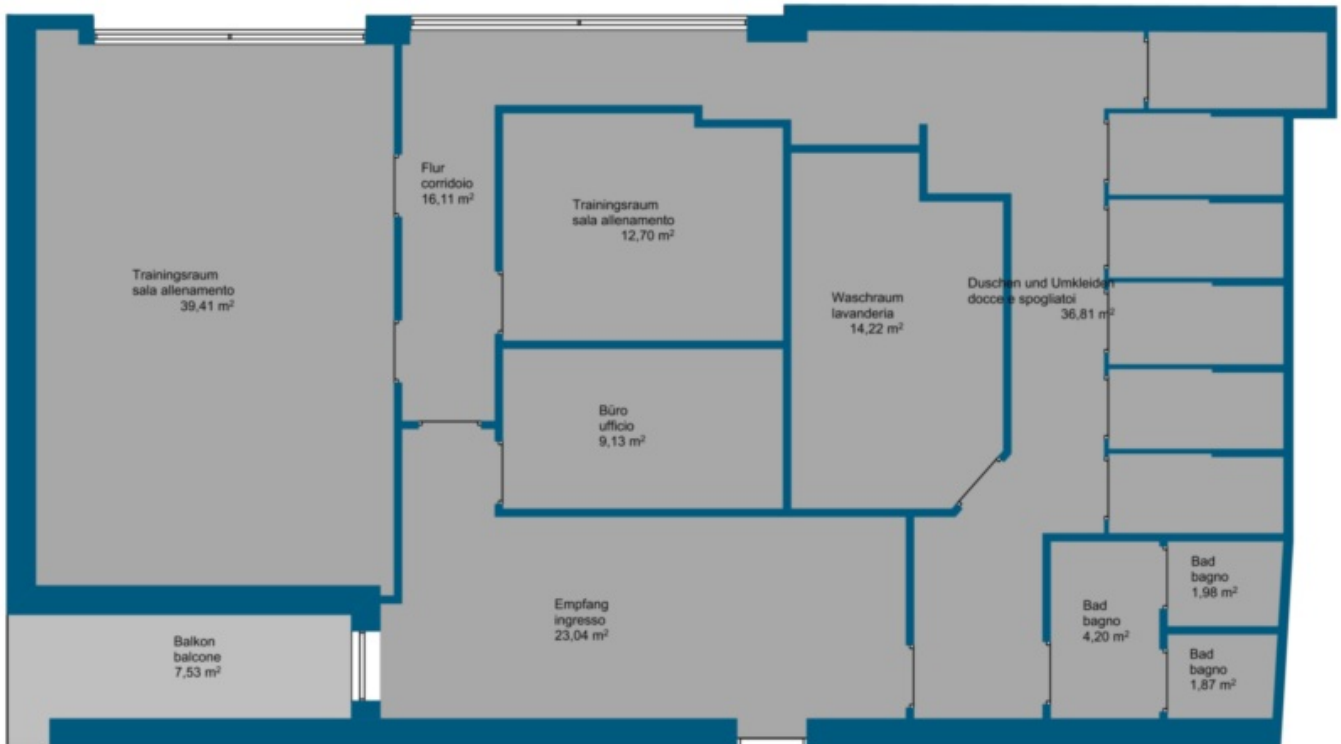 Flur
corridoio
16,11 m²
Trainingsraum
sala allenamento
12,70 m²
Trainingsraum
sala allenamento
39,41 m²
Waschraum
lavanderia
14,22 m²
Duschen und Umkleiden
docce e spogliatoi
36,81 m²
Büro
ufficio
9,13 m²
Empfang
ingresso
23,04 m²
Balkon
balcone
7,53 m²
Bad
bagno
4,20 m²
Bad
bagno
1,98 m²
Bad
bagno
1,87 m²